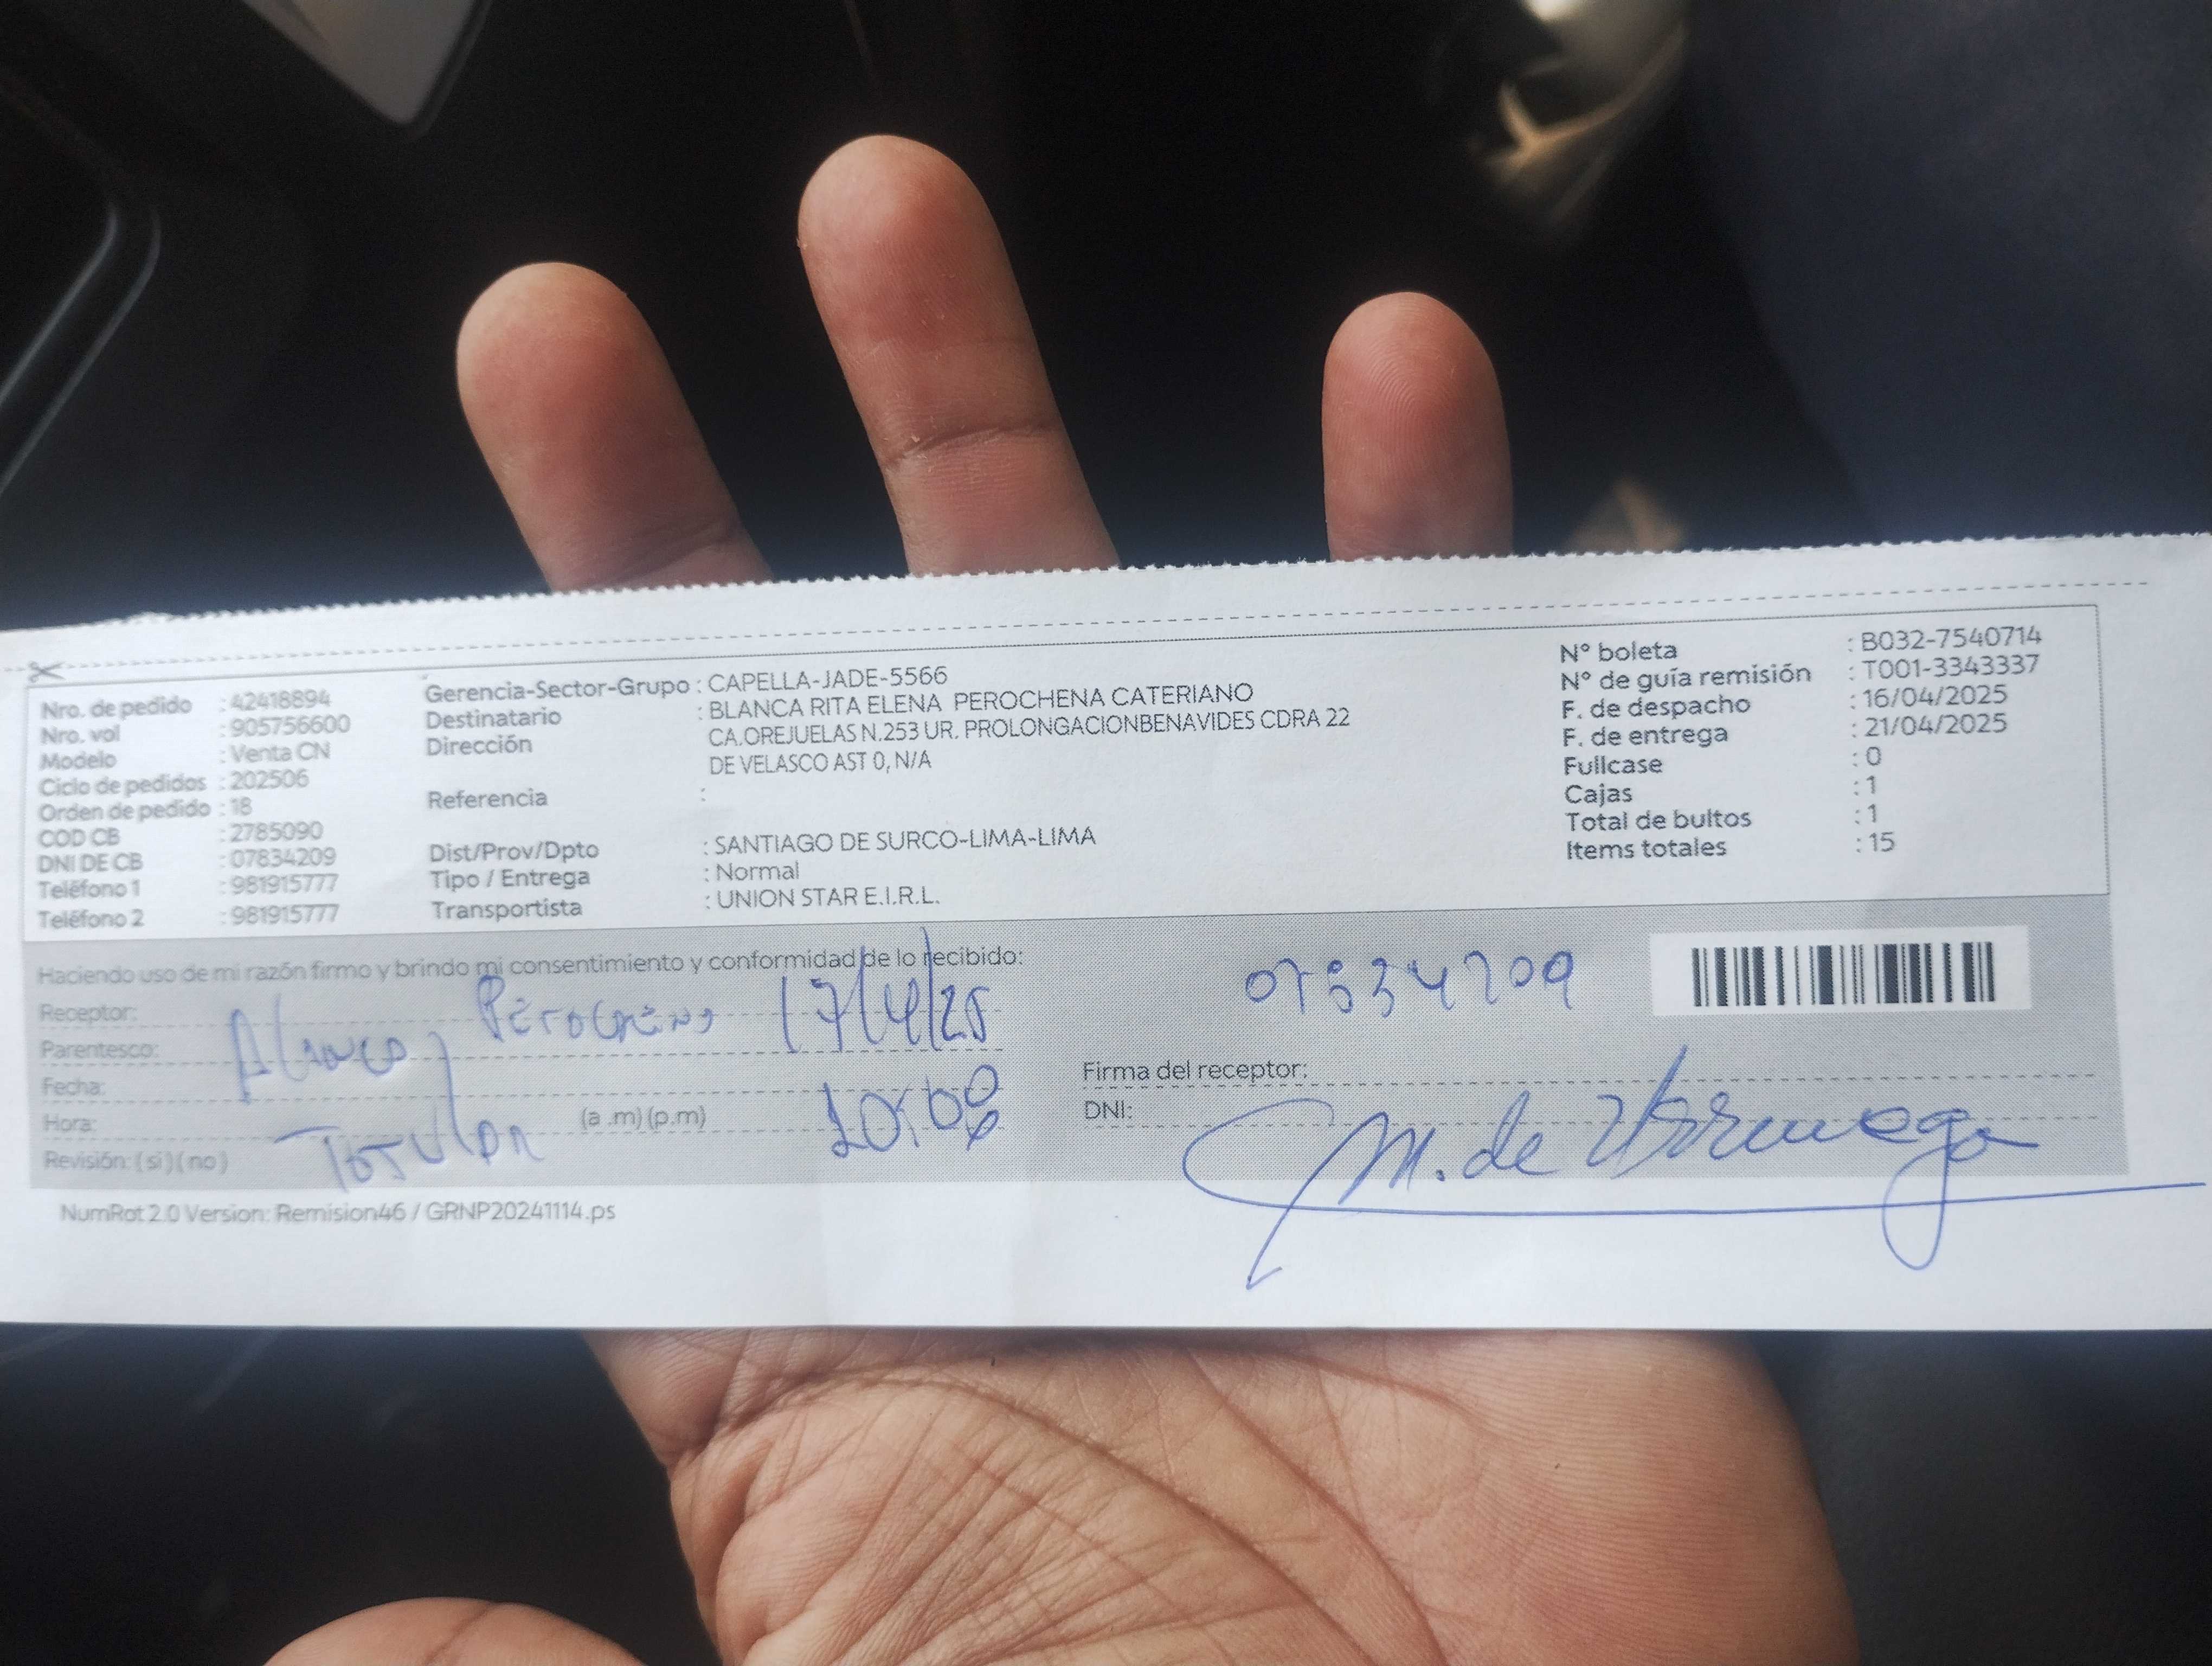 Nro. de pedido : 42418894
Nro. vol : 905756600
Modelo : Venta CN
Ciclo de pedidos : 202506
Orden de pedido : 18
COD CB : 2785090
DNI DE CB : 07834209
Teléfono 1 : 981915777
Teléfono 2 : 981915777
Gerencia-Sector-Grupo : CAPELLA-JADE-5566
Destinatario : BLANCA RITA ELENA PEROCHENA CATERIANO
Dirección : CA.OREJUELAS N.253 UR. PROLONGACIONBENAVIDES CDRA 22
DE VELASCO AST 0, N/A
Referencia :
Dist/Prov/Dpto : SANTIAGO DE SURCO-LIMA-LIMA
Tipo / Entrega : Normal
Transportista : UNION STAR E.I.R.L.
N° boleta : B032-7540714
N° de guía remisión : T001-3343337
F. de despacho : 16/04/2025
F. de entrega : 21/04/2025
Fullcase : 0
Cajas : 1
Total de bultos : 1
Items totales : 15
Haciendo uso de mi razón firmo y brindo mi consentimiento y conformidad de lo recibido:
Receptor:
Parentesco:
Fecha: 17/4/25
Hora: (a .m) (p.m)
Revisión: ( si ) ( no )
Titular
07834209
Firma del receptor:
DNI:
M. de
NumRot 2.0 Version: Remision46 / GRNP20241114.ps